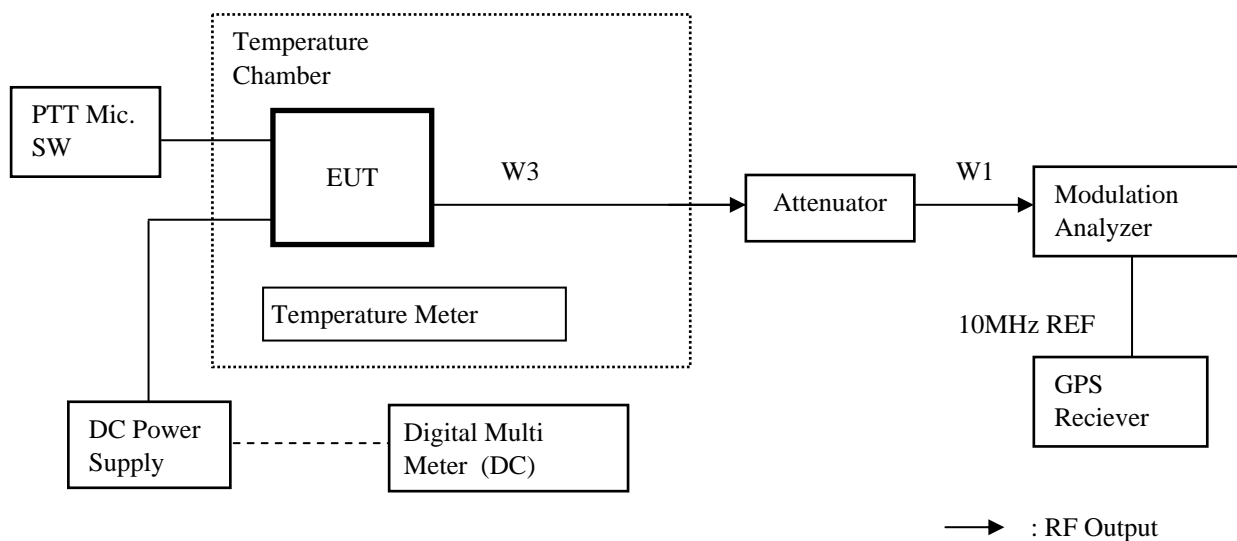 Temperature
Chamber
PTT Mic.
SW
EUT
W3
Attenuator
W1
Modulation
Analyzer
Temperature Meter
10MHz REF
GPS
Reciever
DC Power
Supply
Digital Multi
Meter (DC)
: RF Output